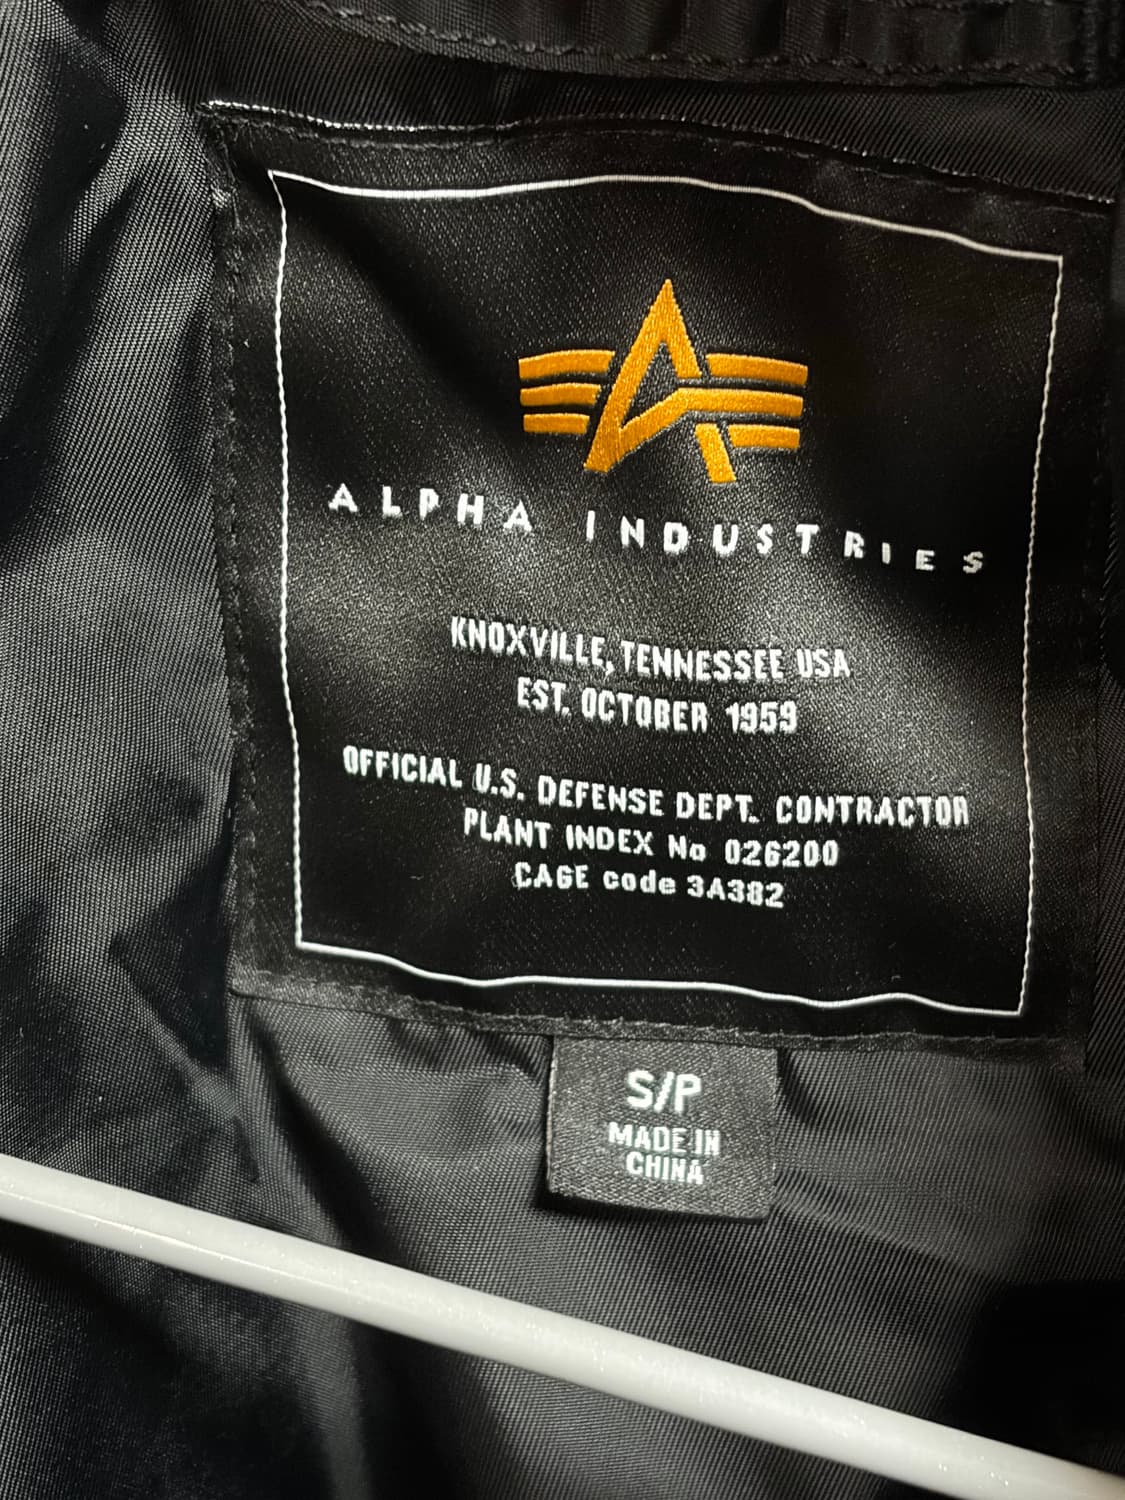 ALPHA INDUSTRIES
KNOXVILLE, TENNESSEE USA
EST. OCTOBER 1959
OFFICIAL U.S. DEFENSE DEPT. CONTRACTOR
PLANT INDEX No 026200
CAGE code 3A382
S/P
MADE IN
CHINA